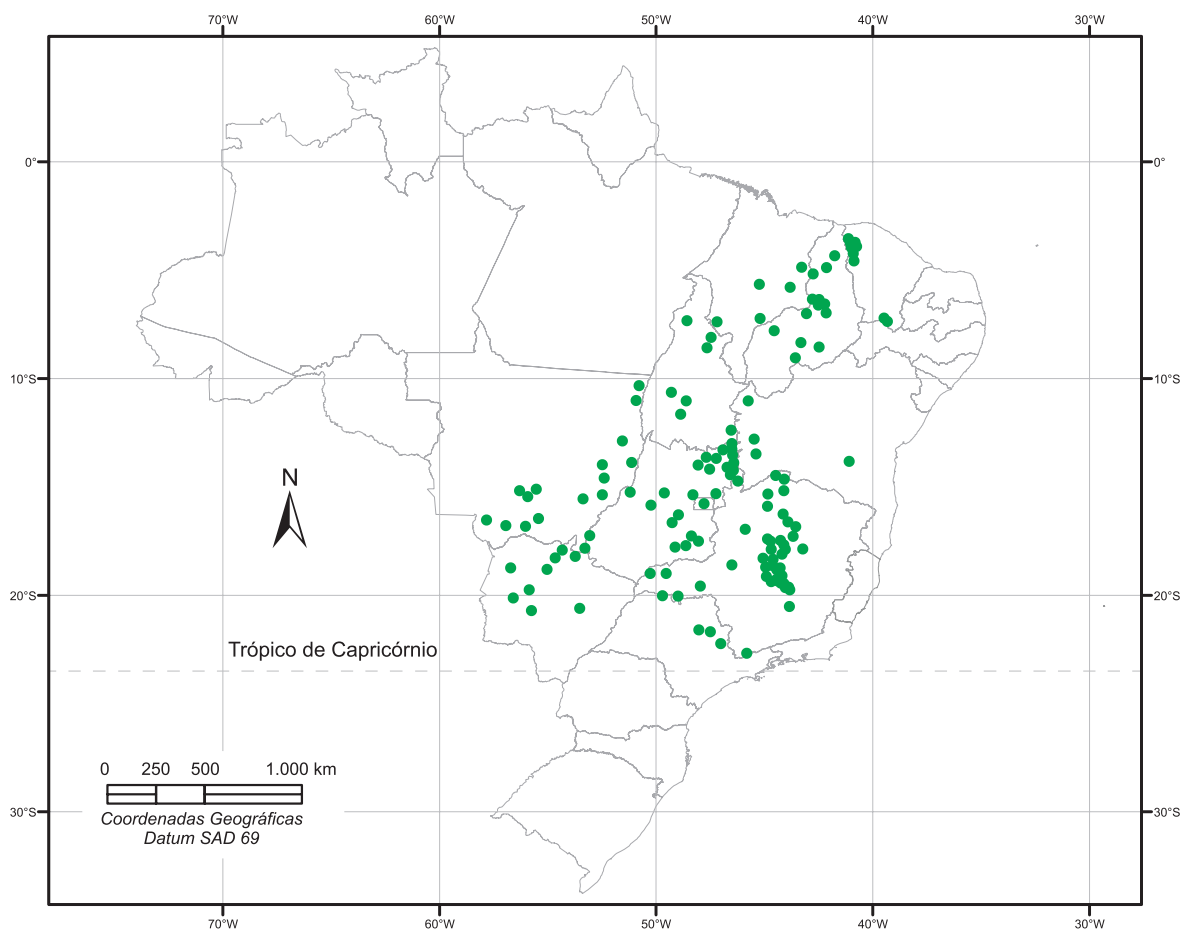 70°W 60°W 50°W 40°W 30°W
0° 0°
10°S 10°S
N
20°S 20°S
Trópico de Capricórnio
0 250 500 1.000 km
30°S 30°S
Coordenadas Geográficas
Datum SAD 69
70°W 60°W 50°W 40°W 30°W